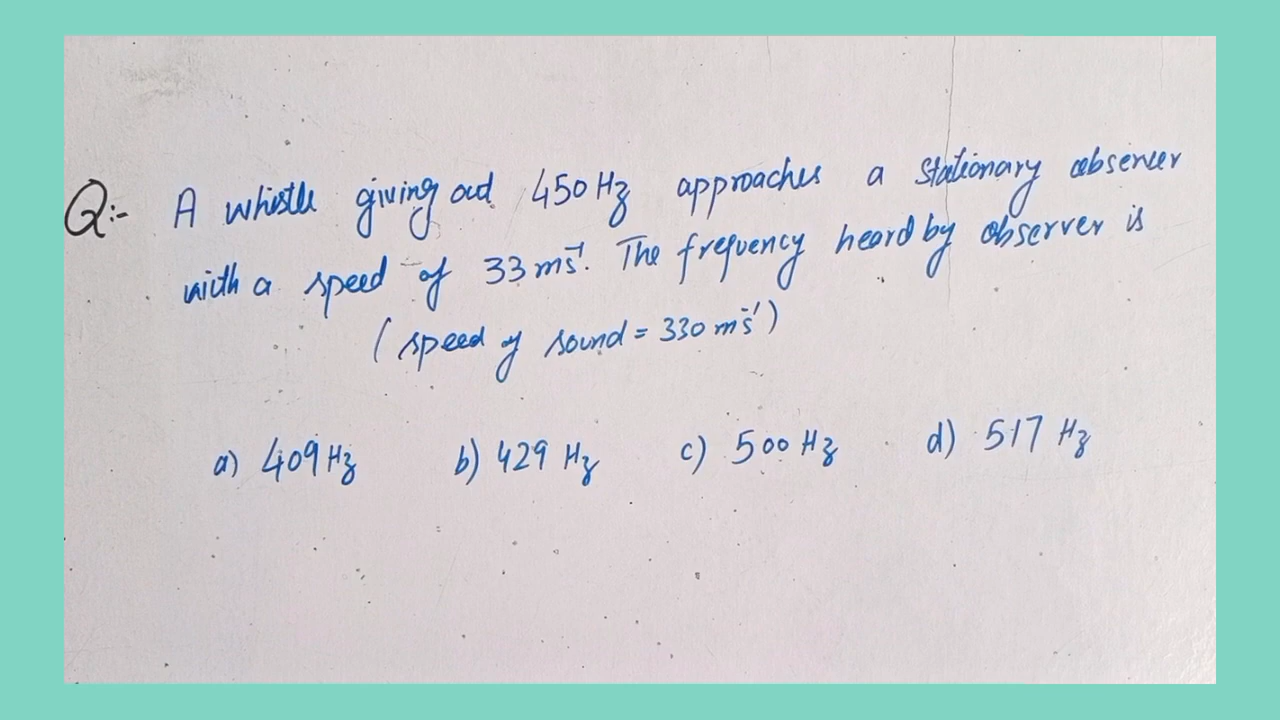 Q:- A whistle giving out 450 Hz approaches a stationary observer
with a speed of 33 ms⁻¹. The frequency heard by observer is
(speed of sound = 330 ms⁻¹)
a) 409 Hz b) 429 Hz c) 500 Hz d) 517 Hz